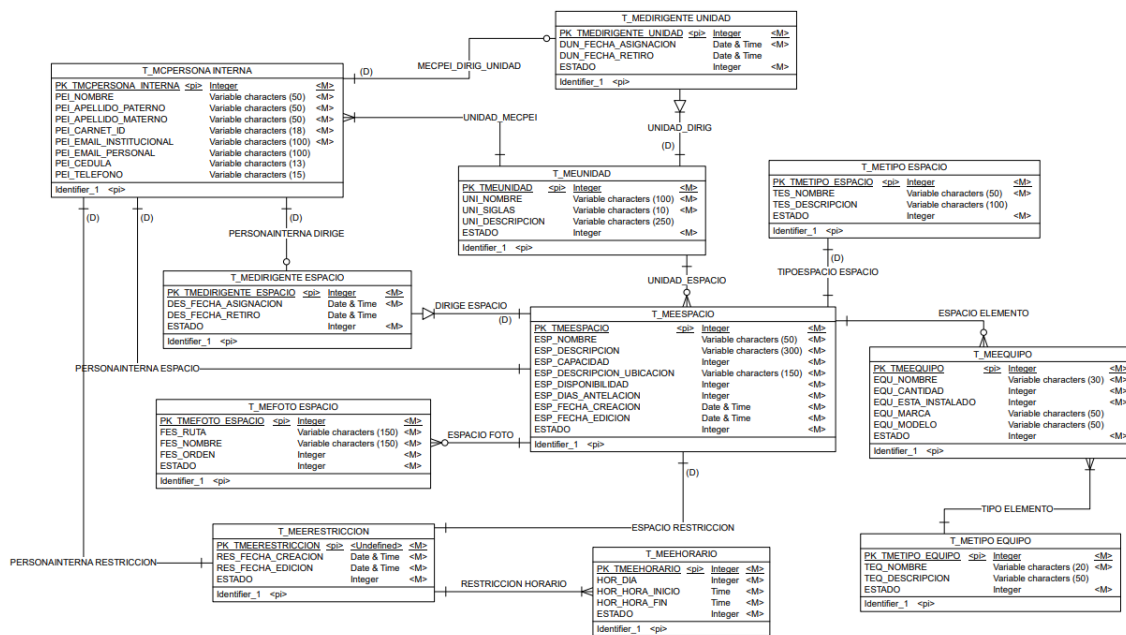 T_MEDIRIGENTE UNIDAD
PK_TMEDIRIGENTE_UNIDAD <pi> Integer <M>
DUN_FECHA_ASIGNACION Date & Time <M>
DUN_FECHA_RETIRO Date & Time
ESTADO Integer <M>
Identifier_1 <pi>
MECPEI_DIRIG_UNIDAD
(D)
T_MCPERSONA INTERNA
PK_TMCPERSONA_INTERNA <pi> Integer <M>
PEI_NOMBRE Variable characters (50) <M>
PEI_APELLIDO_PATERNO Variable characters (50) <M>
PEI_APELLIDO_MATERNO Variable characters (50) <M>
PEI_CARNET_ID Variable characters (18) <M>
PEI_EMAIL_INSTITUCIONAL Variable characters (100) <M>
PEI_EMAIL_PERSONAL Variable characters (100)
PEI_CEDULA Variable characters (13)
PEI_TELEFONO Variable characters (15)
Identifier_1 <pi>
UNIDAD_MECPEI
UNIDAD_DIRIG
(D)
T_MEUNIDAD
PK_TMEUNIDAD <pi> Integer <M>
UNI_NOMBRE Variable characters (100) <M>
UNI_SIGLAS Variable characters (10) <M>
UNI_DESCRIPCION Variable characters (250)
ESTADO Integer <M>
Identifier_1 <pi>
T_METIPO ESPACIO
PK_TMETIPO_ESPACIO <pi> Integer <M>
TES_NOMBRE Variable characters (50) <M>
TES_DESCRIPCION Variable characters (100)
ESTADO Integer <M>
Identifier_1 <pi>
(D)
(D)
(D)
PERSONAINTERNA DIRIGE
(D)
TIPOESPACIO ESPACIO
UNIDAD_ESPACIO
T_MEDIRIGENTE ESPACIO
PK_TMEDIRIGENTE_ESPACIO <pi> Integer <M>
DES_FECHA_ASIGNACION Date & Time <M>
DES_FECHA_RETIRO Date & Time
ESTADO Integer <M>
Identifier_1 <pi>
DIRIGE ESPACIO
(D)
T_MEESPACIO
PK_TMEESPACIO <pi> Integer <M>
ESP_NOMBRE Variable characters (50) <M>
ESP_DESCRIPCION Variable characters (300) <M>
ESP_CAPACIDAD Integer <M>
ESP_DESCRIPCION_UBICACION Variable characters (150) <M>
ESP_DISPONIBILIDAD Integer <M>
ESP_DIAS_ANTELACION Integer <M>
ESP_FECHA_CREACION Date & Time <M>
ESP_FECHA_EDICION Date & Time <M>
ESTADO Integer <M>
Identifier_1 <pi>
ESPACIO ELEMENTO
T_MEEQUIPO
PK_TMEEQUIPO <pi> Integer <M>
EQU_NOMBRE Variable characters (30) <M>
EQU_CANTIDAD Integer <M>
EQU_ESTA_INSTALADO Integer <M>
EQU_MARCA Variable characters (50)
EQU_MODELO Variable characters (50)
ESTADO Integer <M>
Identifier_1 <pi>
PERSONAINTERNA ESPACIO
T_MEFOTO ESPACIO
PK_TMEFOTO_ESPACIO <pi> Integer <M>
FES_RUTA Variable characters (150) <M>
FES_NOMBRE Variable characters (150) <M>
FES_ORDEN Integer <M>
ESTADO Integer <M>
Identifier_1 <pi>
ESPACIO FOTO
(D)
TIPO ELEMENTO
ESPACIO RESTRICCION
T_MEERESTRICCION
PK_TMEERESTRICCION <pi> <Undefined> <M>
RES_FECHA_CREACION Date & Time <M>
RES_FECHA_EDICION Date & Time <M>
ESTADO Integer <M>
Identifier_1 <pi>
PERSONAINTERNA RESTRICCION
RESTRICCION HORARIO
T_MEEHORARIO
PK_TMEEHORARIO <pi> Integer <M>
HOR_DIA Integer <M>
HOR_HORA_INICIO Time <M>
HOR_HORA_FIN Time <M>
ESTADO Integer <M>
Identifier_1 <pi>
T_METIPO EQUIPO
PK_TMETIPO_EQUIPO <pi> Integer <M>
TEQ_NOMBRE Variable characters (20) <M>
TEQ_DESCRIPCION Variable characters (50)
ESTADO Integer <M>
Identifier_1 <pi>